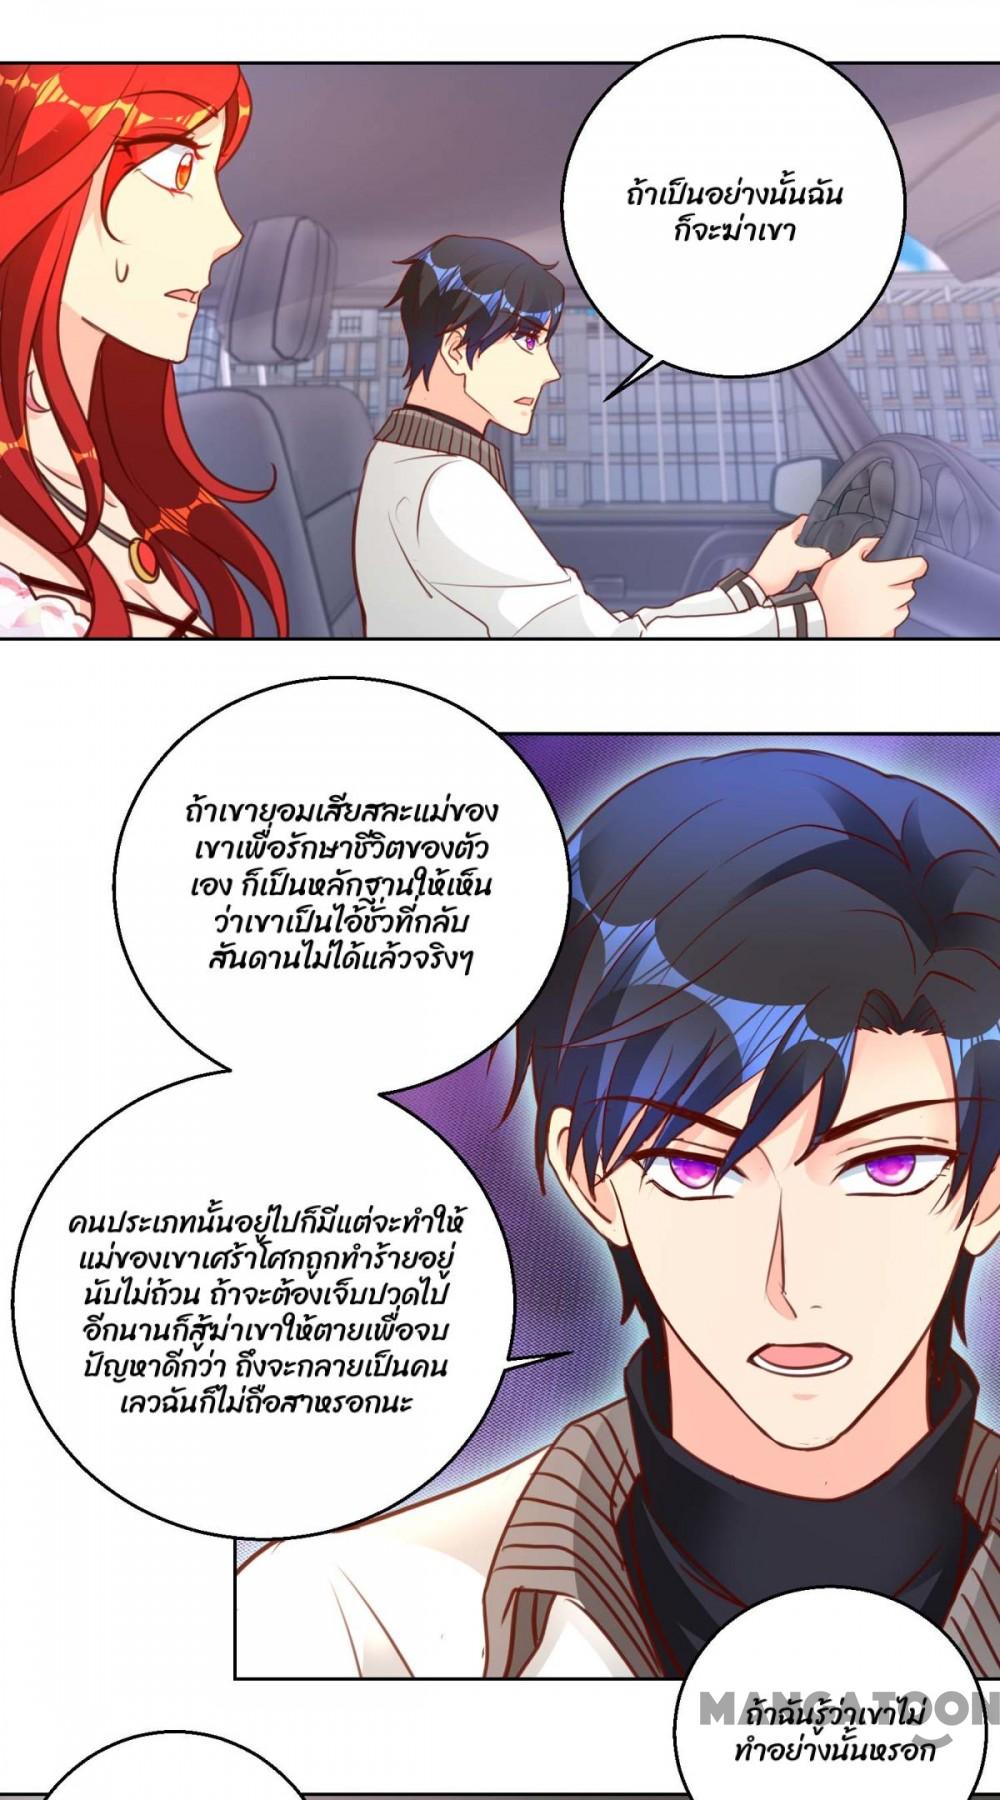 ถ้าเป็นอย่างนั้นฉัน
ก็จะฆ่าเขา
ถ้าเขายอมเสียสละแม่ของ
เขาเพื่อรักษาชีวิตของตัว
เอง ก็เป็นหลักฐานให้เห็น
ว่าเขาเป็นไอ้ชั่วที่กลับ
สันดานไม่ได้แล้วจริงๆ
คนประเภทนั้นอยู่ไปก็มีแต่จะทำให้
แม่ของเขาเศร้าโศกถูกทำร้ายอยู่
นับไม่ถ้วน ถ้าจะต้องเจ็บปวดไป
อีกนานก็สู้ฆ่าเขาให้ตายเพื่อจบ
ปัญหาดีกว่า ถึงจะกลายเป็นคน
เลวฉันก็ไม่ถือสาหรอกนะ
MANGATOON
ถ้าฉันรู้ว่าเขาไม่
ทำอย่างนั้นหรอก